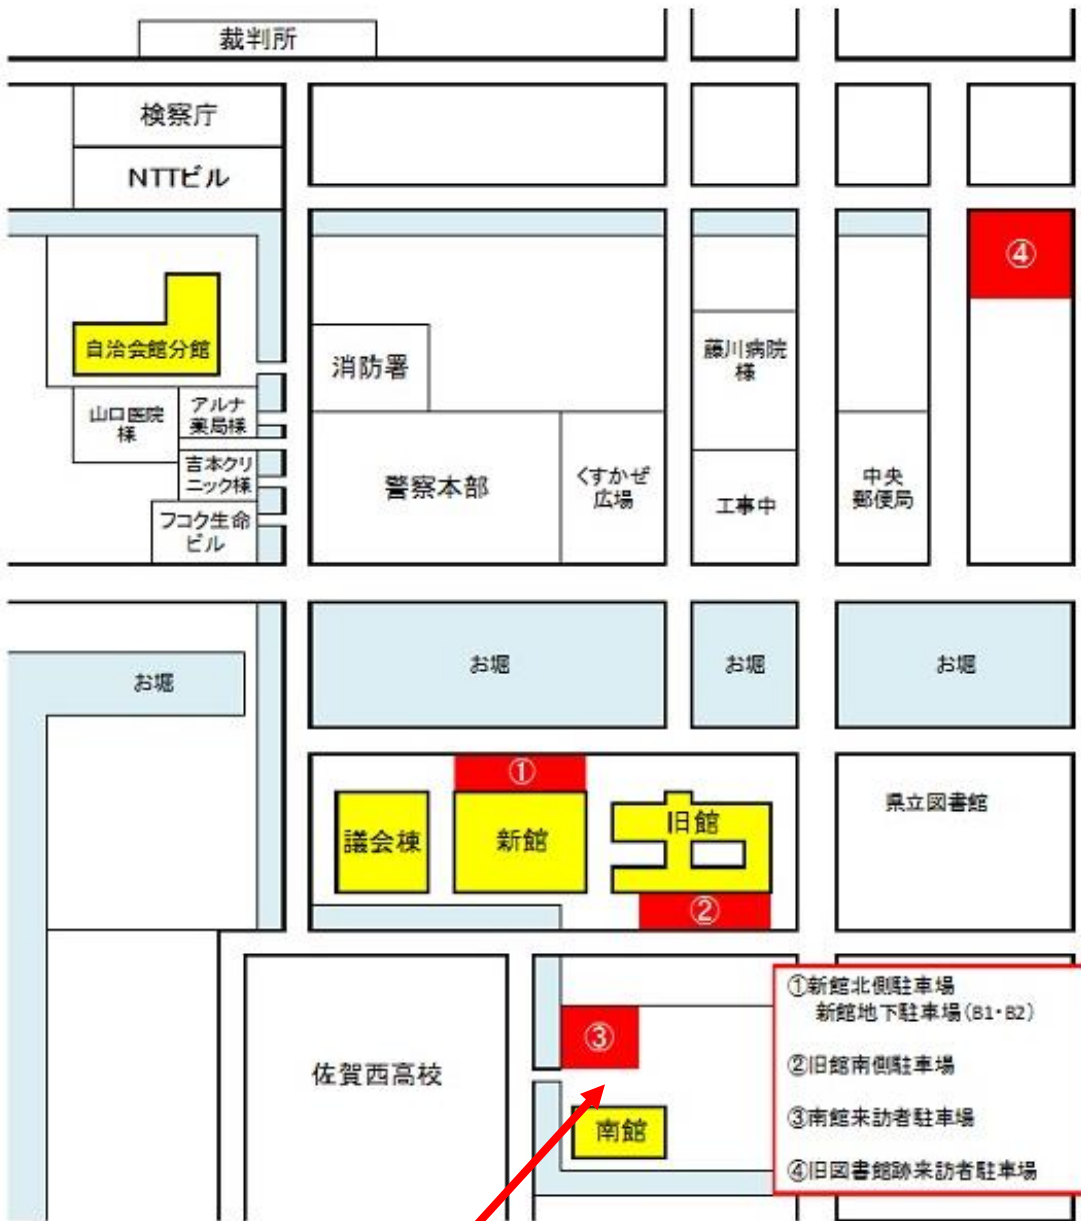 裁判所
検察庁
NTTビル
④
自治会館分館
消防署
藤川病院
様
山口医院
様
アルナ
薬局様
吉本クリ
ニック様
フコク生命
ビル
警察本部
くすかぜ
広場
工事中
中央
郵便局
お堀
お堀
お堀
お堀
①
議会棟
新館
旧館
②
県立図書館
佐賀西高校
③
南館
①新館北側駐車場
新館地下駐車場(B1・B2)
②旧館南側駐車場
③南館来訪者駐車場
④旧図書館跡来訪者駐車場